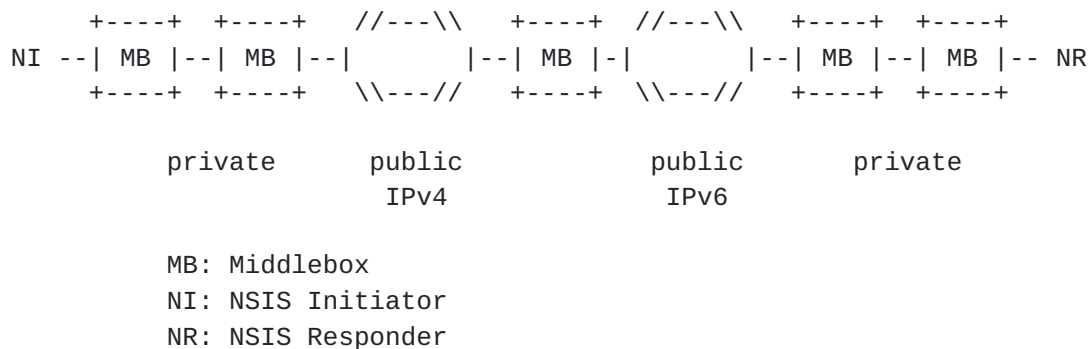 +----+  +----+   //---\\   +----+  //---\\   +----+  +----+
NI --| MB |--| MB |--|       |--| MB |-|       |--| MB |--| MB |-- NR
+----+  +----+   \\---//   +----+  \\---//   +----+  +----+
private      public                public      private
IPv4                 IPv6
MB: Middlebox
NI: NSIS Initiator
NR: NSIS Responder